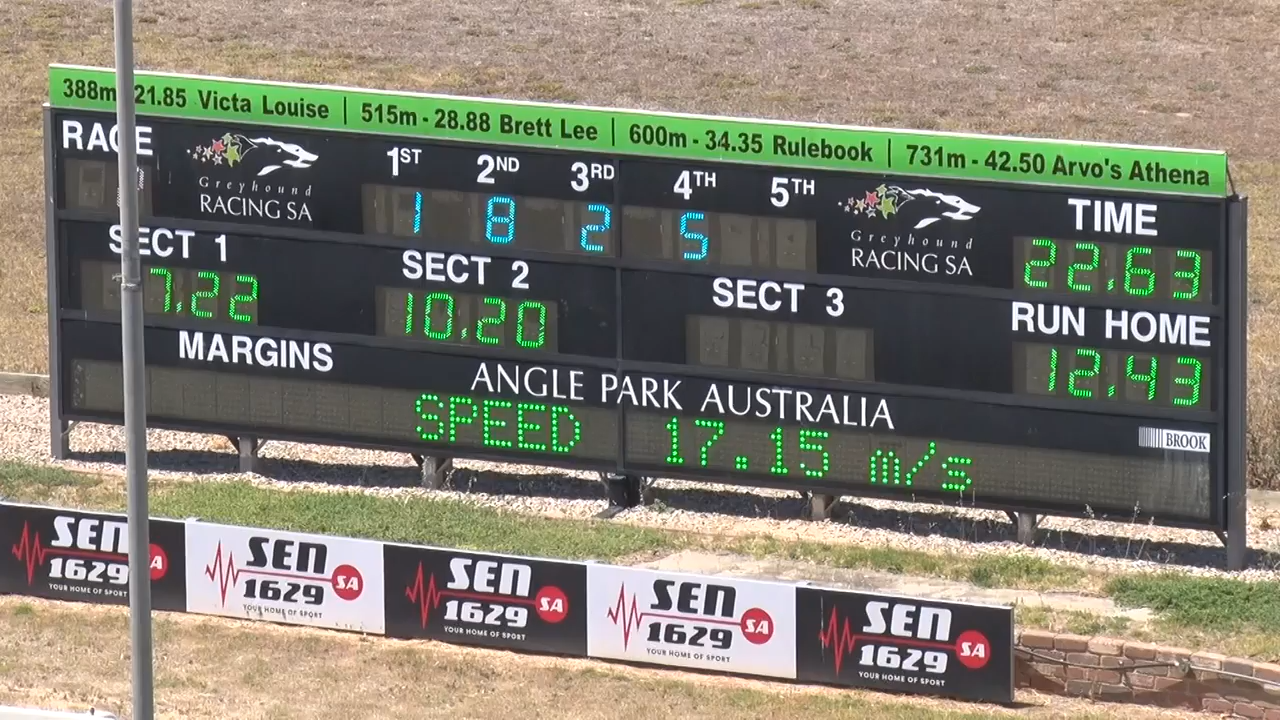 388m 21.85 Victa Louise | 515m - 28.88 Brett Lee | 600m - 34.35 Rulebook | 731m - 42.50 Arvo's Athena
RACE
Greyhound
RACING SA
1ST 2ND 3RD 4TH 5TH
1 8 2 5
Greyhound
RACING SA
TIME
22.63
SECT 1
7.22
SECT 2
10.20
SECT 3
RUN HOME
12.43
MARGINS
ANGLE PARK AUSTRALIA
SPEED 17.15 m/s
BROOK
SEN
1629 SA
YOUR HOME OF SPORT
SEN
1629 SA
YOUR HOME OF SPORT
SEN
1629 SA
YOUR HOME OF SPORT
SEN
1629 SA
YOUR HOME OF SPORT
SEN
1629 SA
YOUR HOME OF SPORT